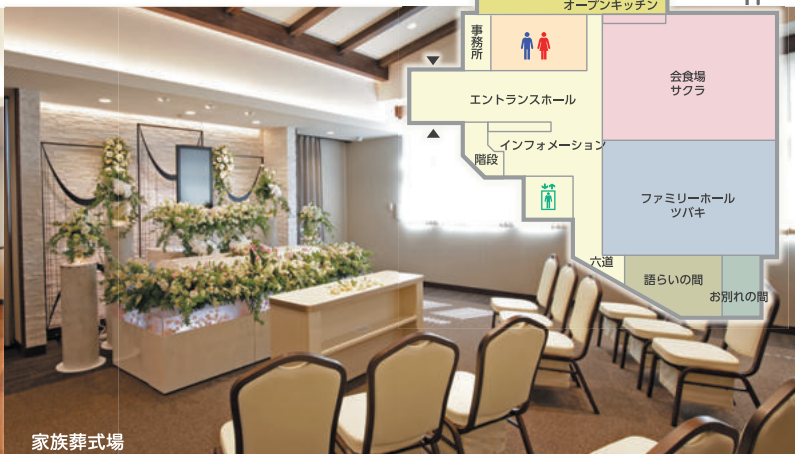 オープンキッチン
事務所
会食場
サクラ
エントランスホール
インフォメーション
階段
ファミリーホール
ツバキ
六道
語らいの間
お別れの間
家族葬式場